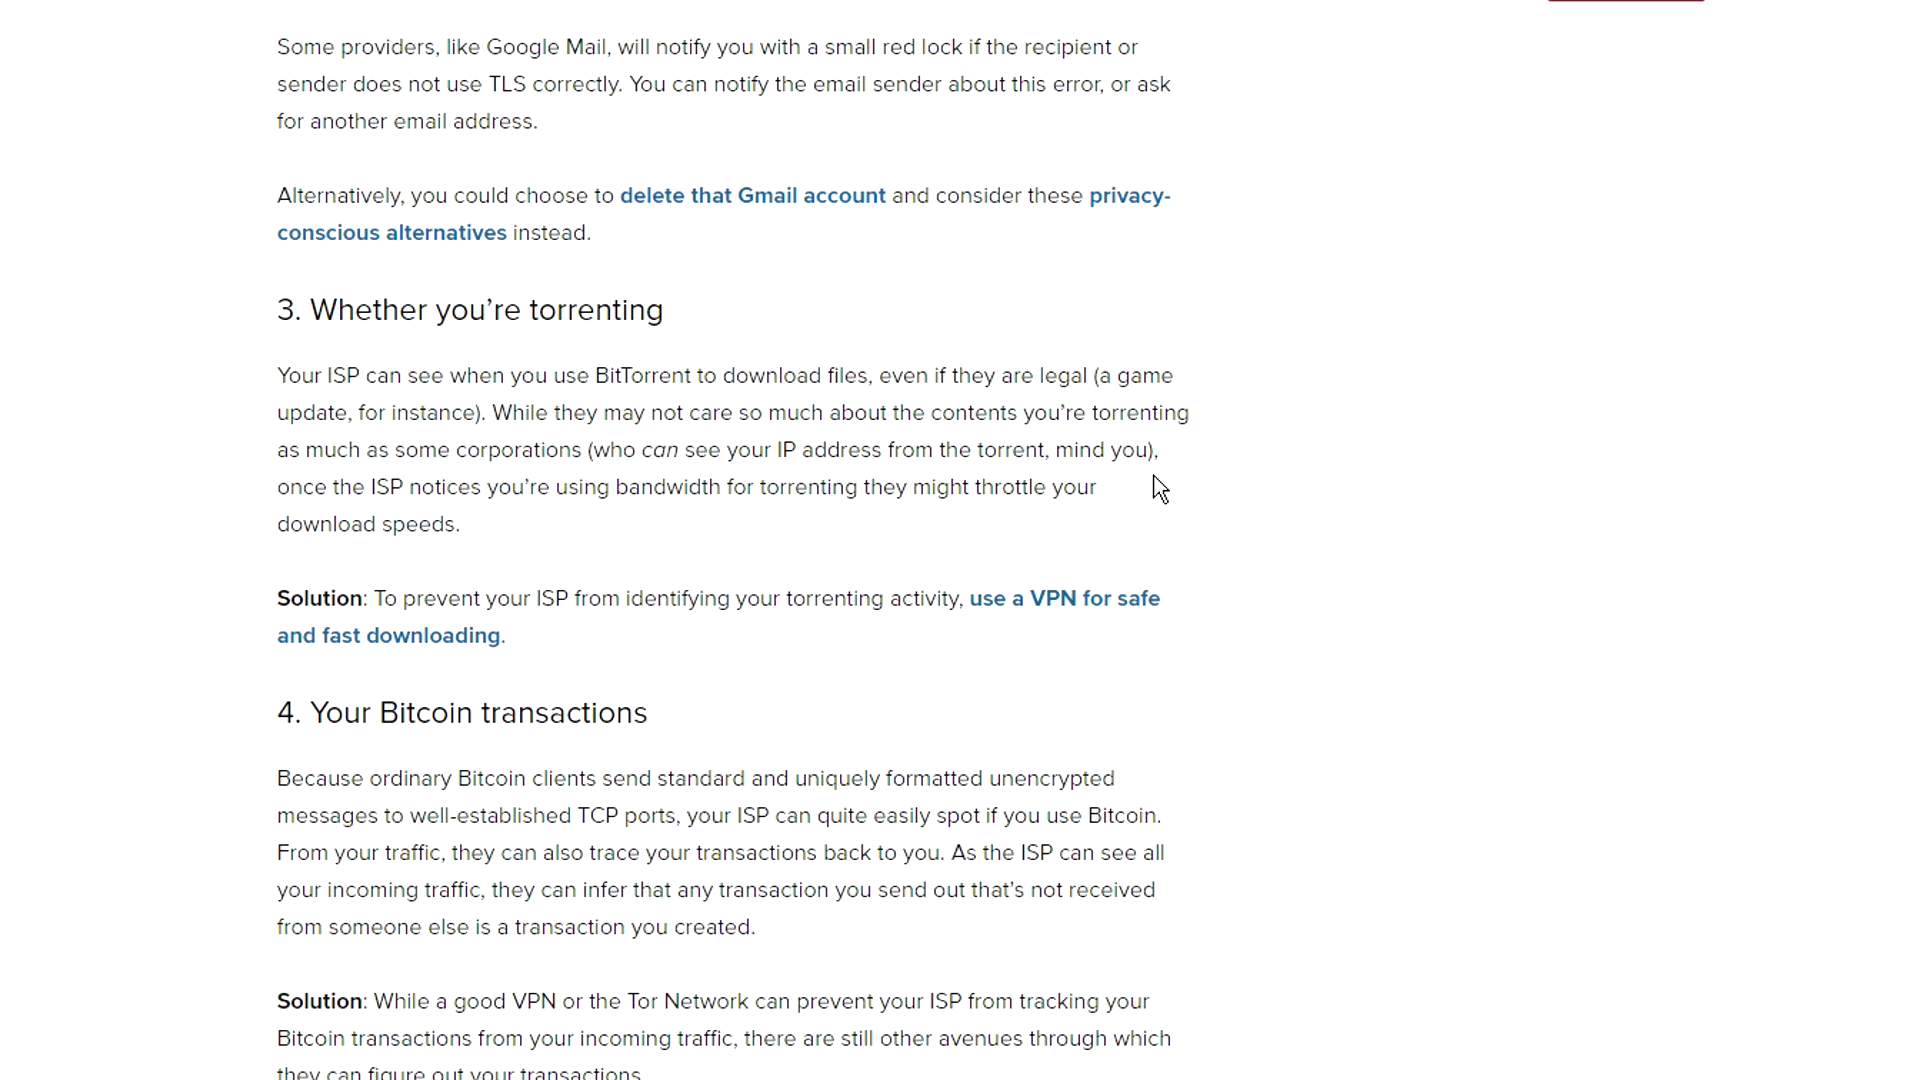 Some providers, like Google Mail, will notify you with a small red lock if the recipient or
sender does not use TLS correctly. You can notify the email sender about this error, or ask
for another email address.
Alternatively, you could choose to delete that Gmail account and consider these privacy-
conscious alternatives instead.
3. Whether you’re torrenting
Your ISP can see when you use BitTorrent to download files, even if they are legal (a game
update, for instance). While they may not care so much about the contents you’re torrenting
as much as some corporations (who can see your IP address from the torrent, mind you),
once the ISP notices you’re using bandwidth for torrenting they might throttle your
download speeds.
Solution: To prevent your ISP from identifying your torrenting activity, use a VPN for safe
and fast downloading.
4. Your Bitcoin transactions
Because ordinary Bitcoin clients send standard and uniquely formatted unencrypted
messages to well-established TCP ports, your ISP can quite easily spot if you use Bitcoin.
From your traffic, they can also trace your transactions back to you. As the ISP can see all
your incoming traffic, they can infer that any transaction you send out that’s not received
from someone else is a transaction you created.
Solution: While a good VPN or the Tor Network can prevent your ISP from tracking your
Bitcoin transactions from your incoming traffic, there are still other avenues through which
they can figure out your transactions.